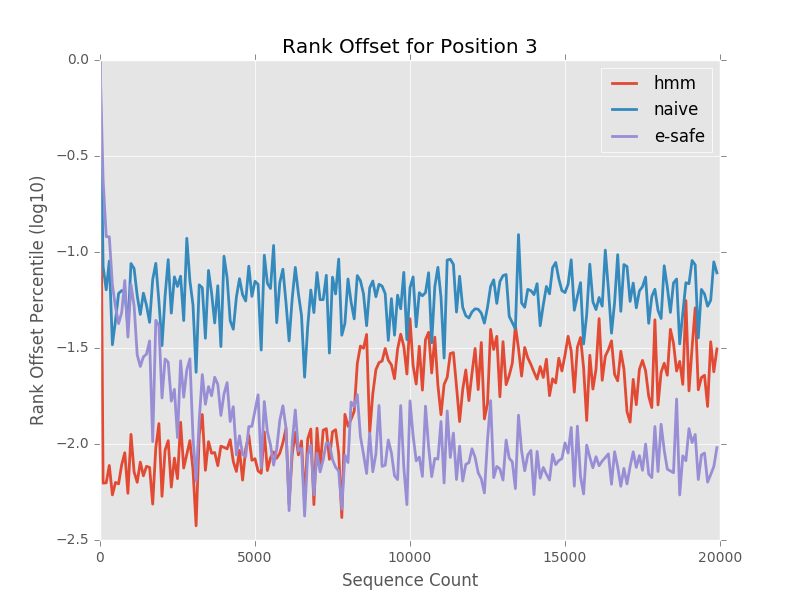 Rank Offset for Position 3
hmm
naive
e-safe
Rank Offset Percentile (log10)
0.0
−0.5
−1.0
−1.5
−2.0
−2.5
0
5000
10000
15000
20000
Sequence Count